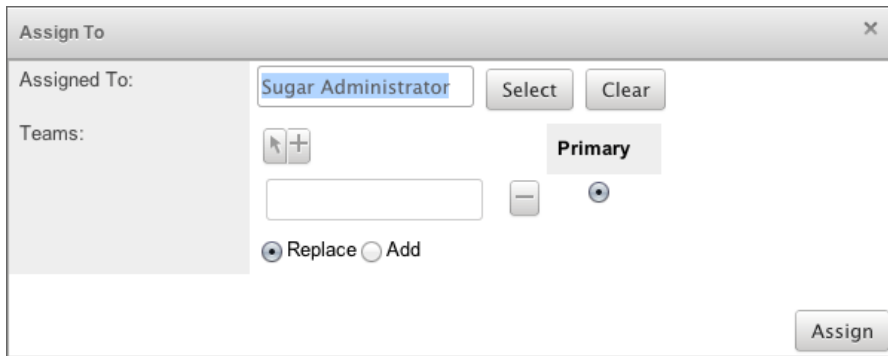 Assign To
Assigned To: Sugar Administrator Select Clear
Teams: Primary
Replace Add
Assign